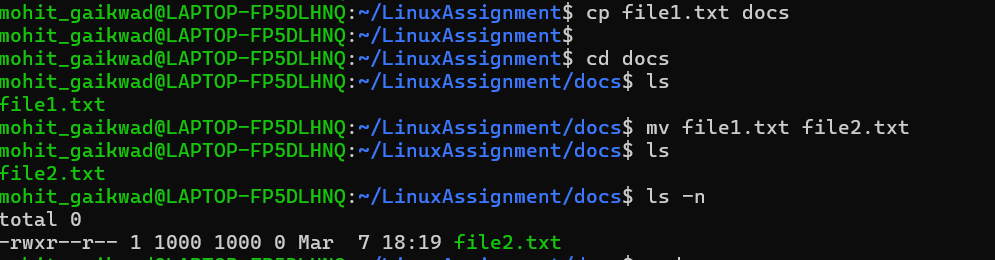 mohit_gaikwad@LAPTOP-FP5DLHNQ:~/LinuxAssignment$ cp file1.txt docs
mohit_gaikwad@LAPTOP-FP5DLHNQ:~/LinuxAssignment$
mohit_gaikwad@LAPTOP-FP5DLHNQ:~/LinuxAssignment$ cd docs
mohit_gaikwad@LAPTOP-FP5DLHNQ:~/LinuxAssignment/docs$ ls
file1.txt
mohit_gaikwad@LAPTOP-FP5DLHNQ:~/LinuxAssignment/docs$ mv file1.txt file2.txt
mohit_gaikwad@LAPTOP-FP5DLHNQ:~/LinuxAssignment/docs$ ls
file2.txt
mohit_gaikwad@LAPTOP-FP5DLHNQ:~/LinuxAssignment/docs$ ls -n
total 0
-rwxr--r-- 1 1000 1000 0 Mar  7 18:19 file2.txt